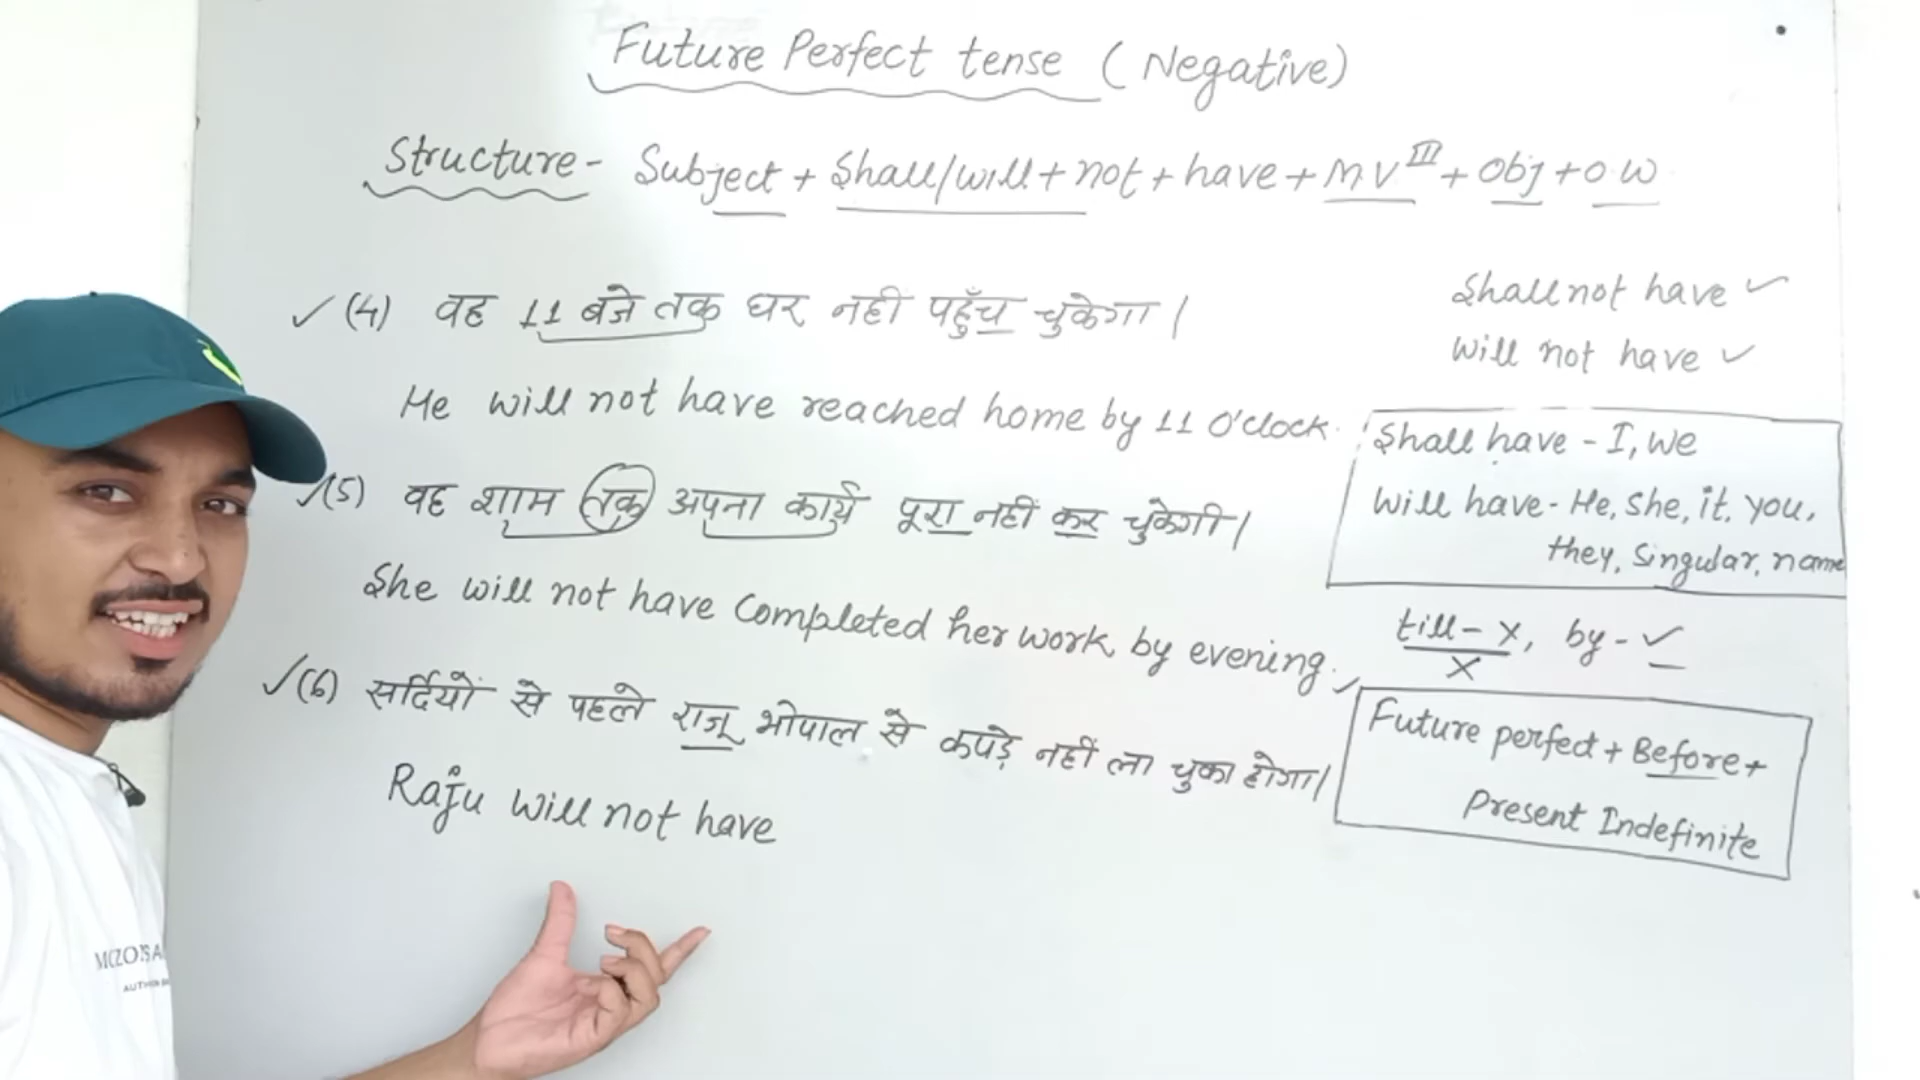 Future Perfect tense (Negative)
Structure- Subject + Shall/will + not + have + MV III + Obj + O.W
✓ (4) वह 11 बजे तक घर नहीं पहुँच चुकेगा।
He will not have reached home by 11 O'clock.
✓ (5) वह शाम तक अपना कार्य पूरा नहीं कर चुकेगी।
She will not have Completed her work by evening.
✓ (6) सर्दियों से पहले राजू भोपाल से कपड़े नहीं ला चुका होगा।
Raju will not have
Shall not have ✓
will not have ✓
Shall have - I, we
will have - He, She, it, you,
they, Singular, name
till - X, by - ✓
X
Future perfect + Before +
Present Indefinite